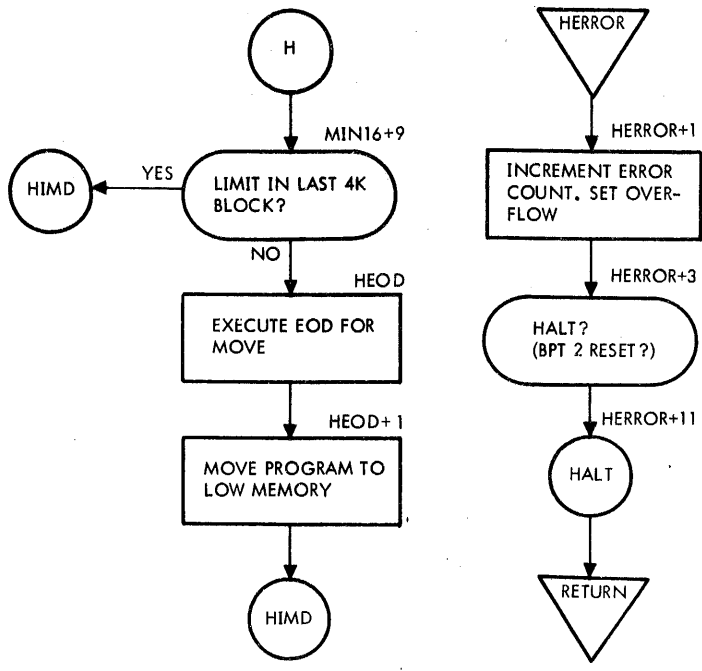 H
MIN16+9
HIMD
YES
LIMIT IN LAST 4K
BLOCK?
NO
HEOD
EXECUTE EOD FOR
MOVE
HEOD+1
MOVE PROGRAM TO
LOW MEMORY
HIMD
HERROR
HERROR+1
INCREMENT ERROR
COUNT. SET OVER-
FLOW
HERROR+3
HALT?
(BPT 2 RESET?)
HERROR+11
HALT
RETURN